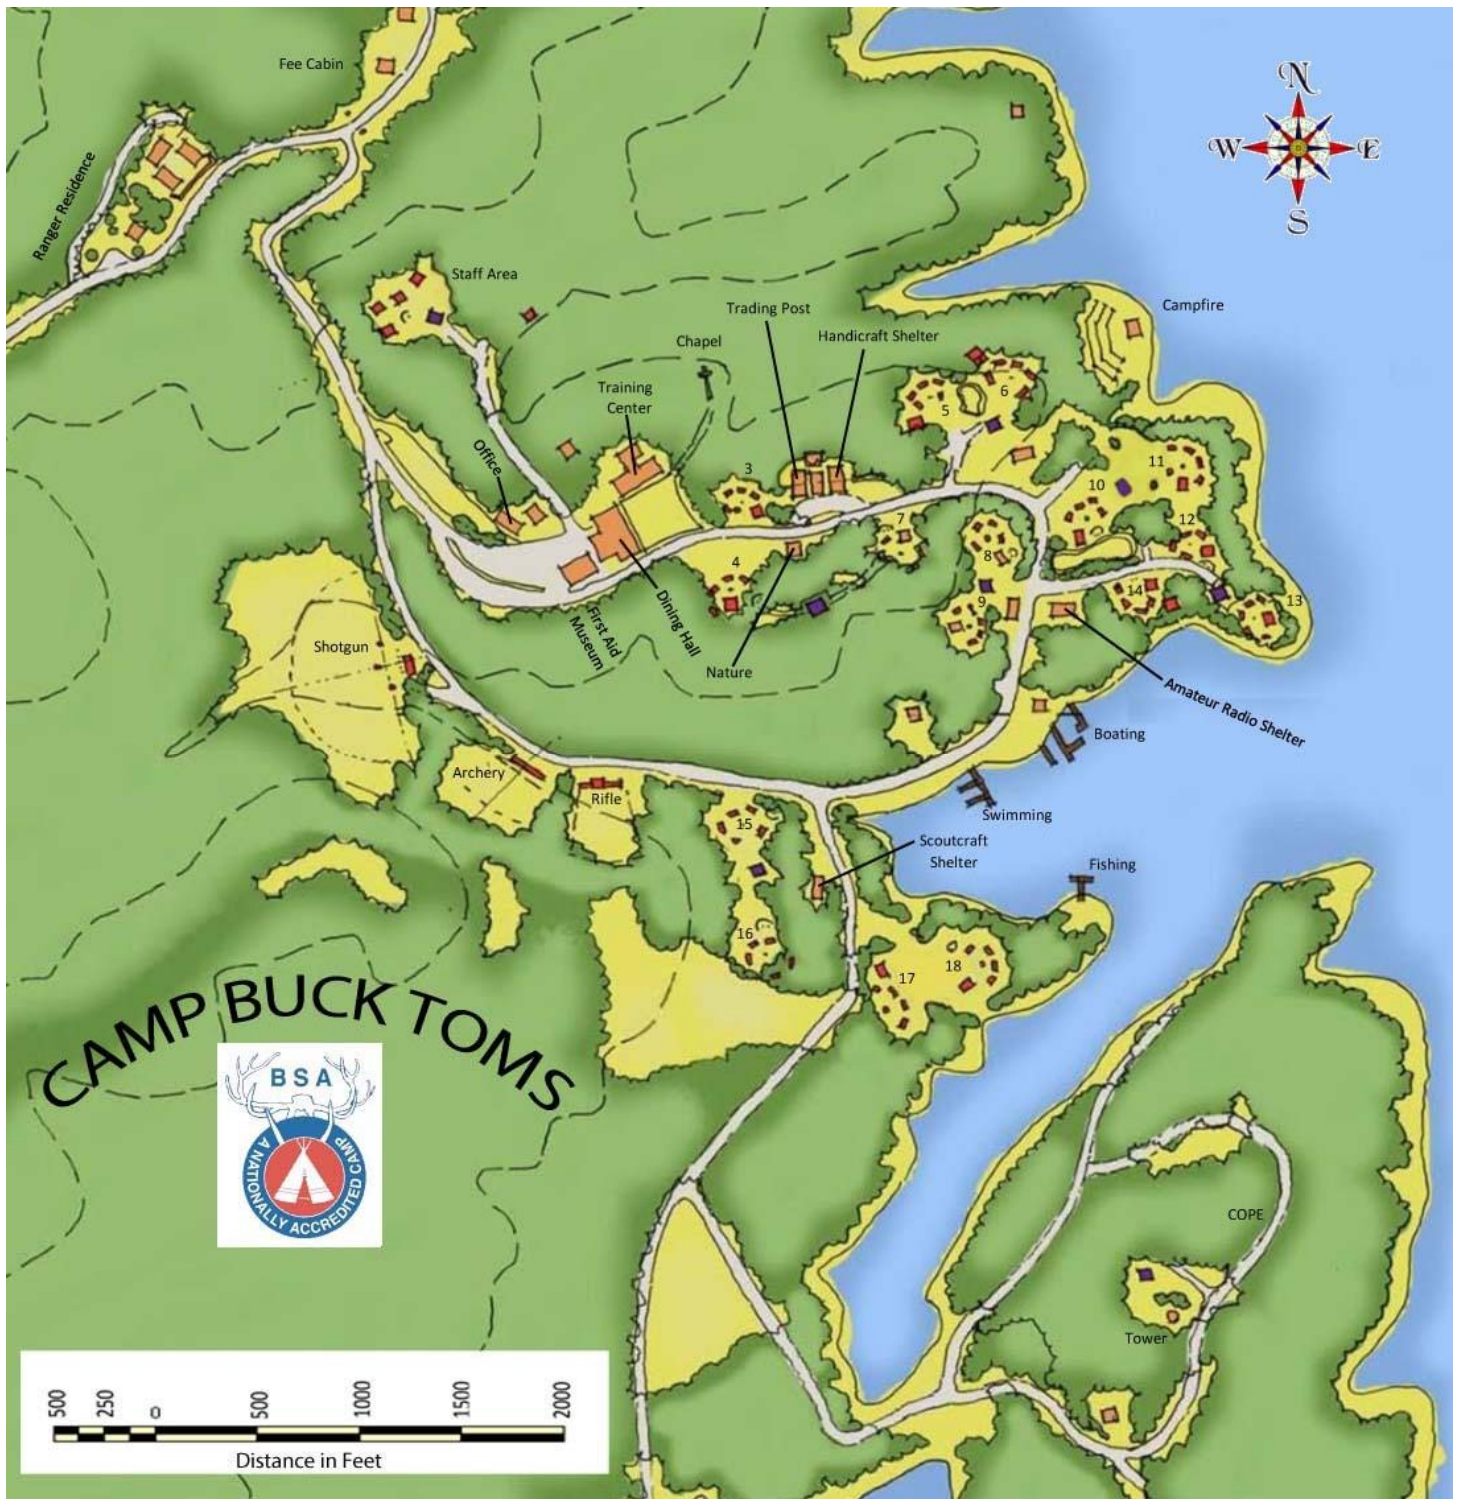 Fee Cabin
N
W
E
S
Ranger Residence
Staff Area
Trading Post
Campfire
Handicraft Shelter
Chapel
Training
Center
Office
5
6
3
11
10
7
12
8
4
14
9
13
First Aid
Museum
Dining Hall
Nature
Shotgun
Amateur Radio Shelter
Boating
Archery
Rifle
Swimming
15
Scoutcraft
Shelter
Fishing
16
17
18
CAMP BUCK TOMS
BSA
A NATIONALLY ACCREDITED CAMP
COPE
Tower
500 250 0 500 1000 1500 2000
Distance in Feet